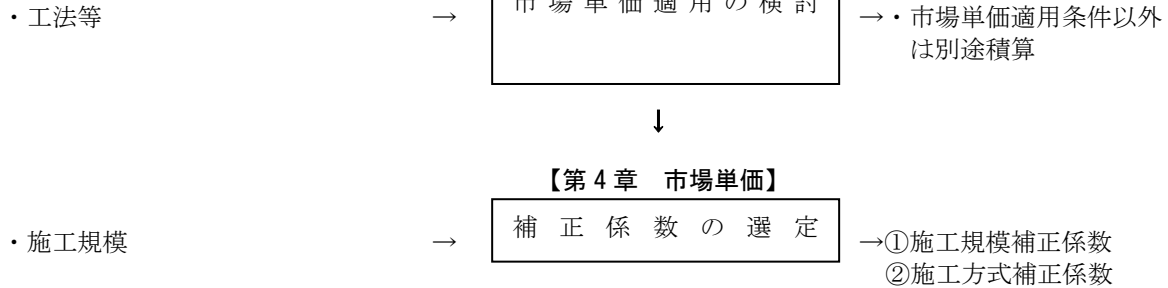 市場単価適用の検討
・工法等 → →・市場単価適用条件以外
は別途積算
↓
【第4章 市場単価】
補正係数の選定
・施工規模 → →①施工規模補正係数
②施工方式補正係数